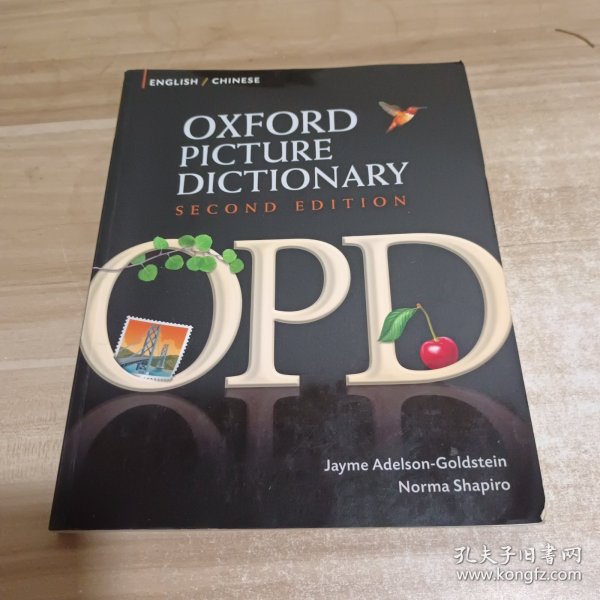 ENGLISH / CHINESE
OXFORD
PICTURE
DICTIONARY
SECOND EDITION
OPD
Jayme Adelson-Goldstein
Norma Shapiro
孔夫子旧书网
www.kongfz.com